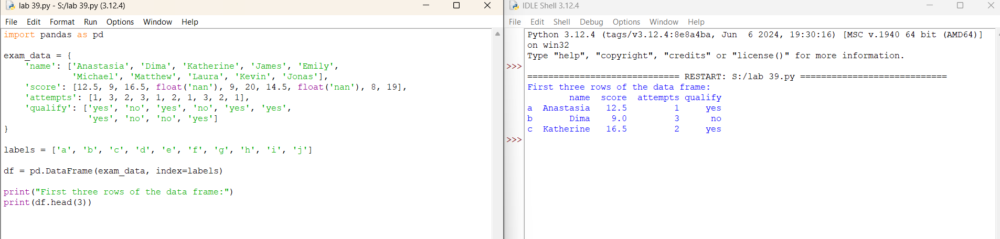 lab 39.py - S:/lab 39.py (3.12.4)
File Edit Format Run Options Window Help
import pandas as pd
exam_data = {
    'name': ['Anastasia', 'Dima', 'Katherine', 'James', 'Emily',
             'Michael', 'Matthew', 'Laura', 'Kevin', 'Jonas'],
    'score': [12.5, 9, 16.5, float('nan'), 9, 20, 14.5, float('nan'), 8, 19],
    'attempts': [1, 3, 2, 3, 1, 2, 1, 3, 2, 1],
    'qualify': ['yes', 'no', 'yes', 'no', 'yes', 'yes',
                'yes', 'no', 'no', 'yes']
}
labels = ['a', 'b', 'c', 'd', 'e', 'f', 'g', 'h', 'i', 'j']
df = pd.DataFrame(exam_data, index=labels)
print("First three rows of the data frame:")
print(df.head(3))
IDLE Shell 3.12.4
File Edit Shell Debug Options Window Help
Python 3.12.4 (tags/v3.12.4:8e8a4ba, Jun  6 2024, 19:30:16) [MSC v.1940 64 bit (AMD64)]
on win32
Type "help", "copyright", "credits" or "license()" for more information.
>>>
============================= RESTART: S:/lab 39.py ============================
First three rows of the data frame:
        name  score  attempts qualify
a  Anastasia   12.5         1     yes
b       Dima    9.0         3      no
c  Katherine   16.5         2     yes
>>>